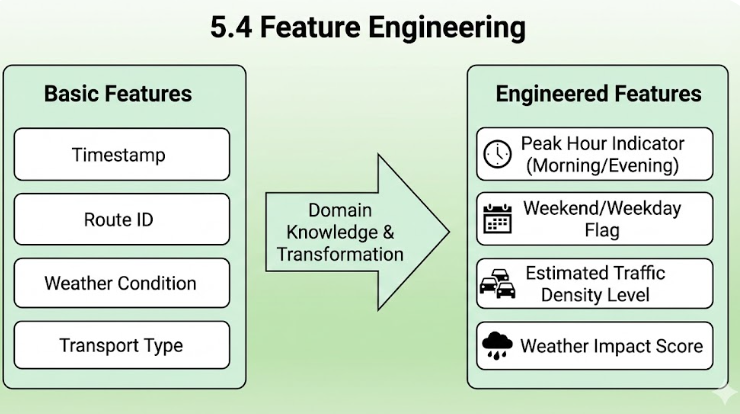 5.4 Feature Engineering
Basic Features
Timestamp
Route ID
Weather Condition
Transport Type
Domain
Knowledge &
Transformation
Engineered Features
Peak Hour Indicator
(Morning/Evening)
Weekend/Weekday
Flag
Estimated Traffic
Density Level
Weather Impact Score